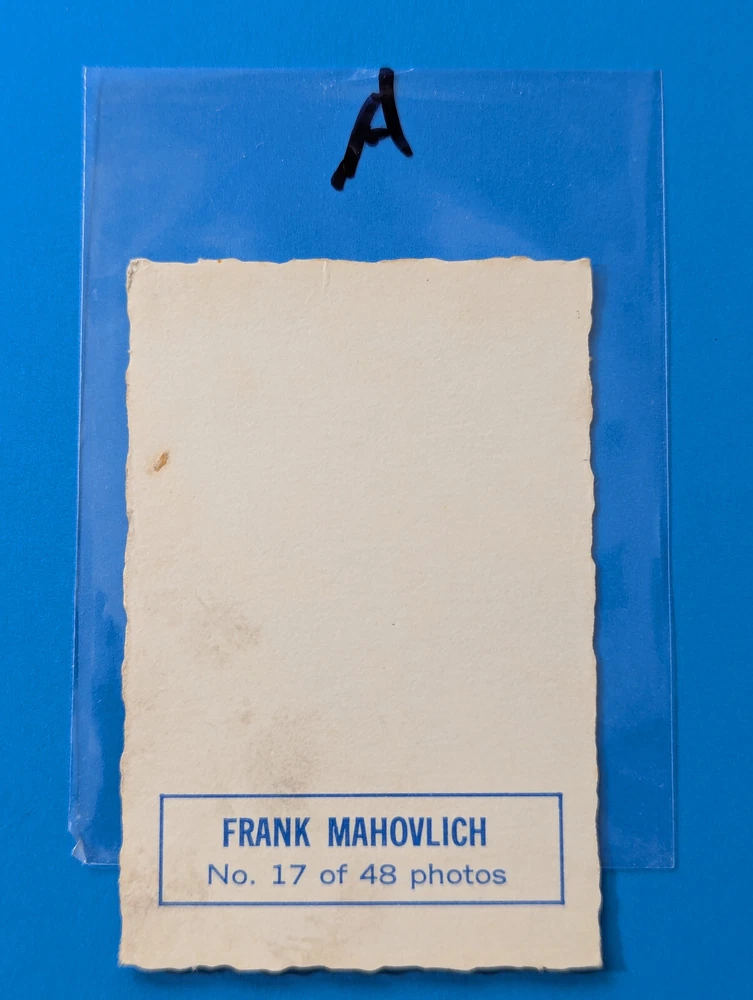 A
FRANK MAHOVLICH
No. 17 of 48 photos